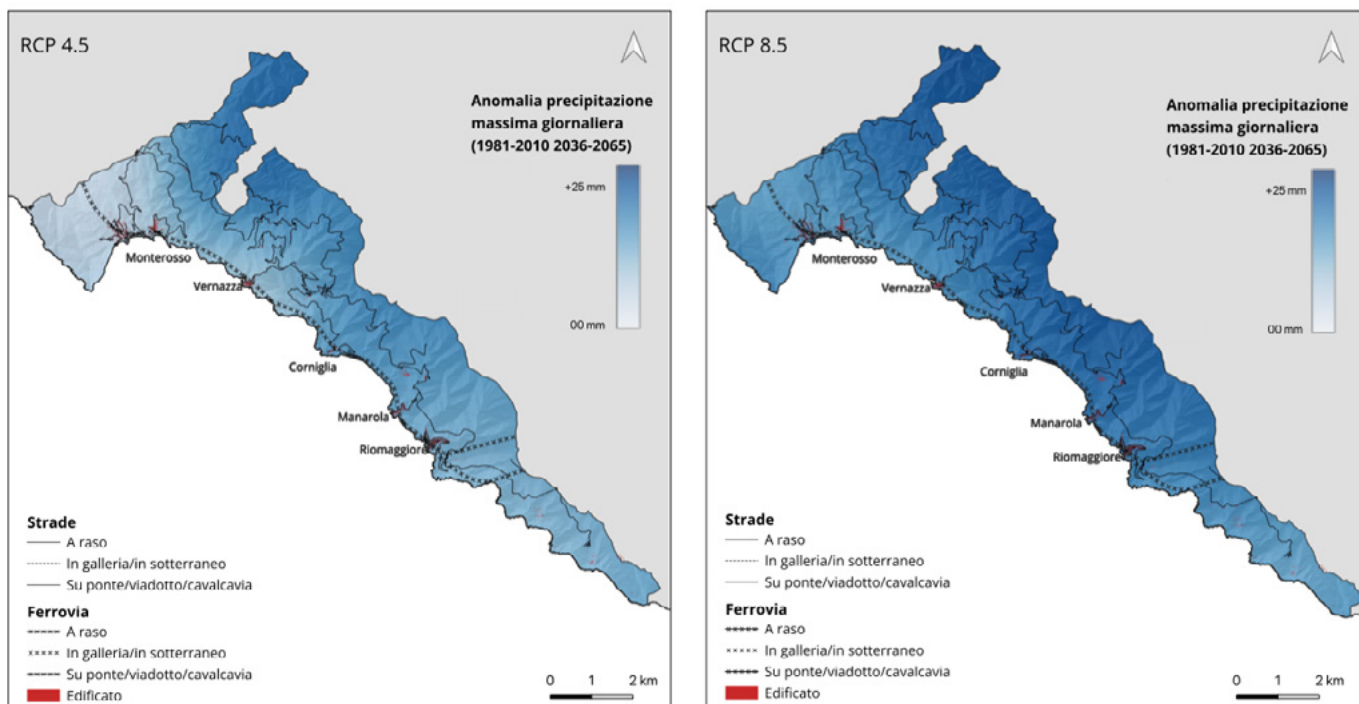 RCP 4.5
Anomalia precipitazione
massima giornaliera
(1981-2010 2036-2065)
+25 mm
00 mm
Monterosso
Vernazza
Corniglia
Manarola
Riomaggiore
Strade
A raso
In galleria/in sotterraneo
Su ponte/viadotto/cavalcavia
Ferrovia
A raso
In galleria/in sotterraneo
Su ponte/viadotto/cavalcavia
Edificato
0 1 2 km
RCP 8.5
Anomalia precipitazione
massima giornaliera
(1981-2010 2036-2065)
+25 mm
00 mm
Monterosso
Vernazza
Corniglia
Manarola
Riomaggiore
Strade
A raso
In galleria/in sotterraneo
Su ponte/viadotto/cavalcavia
Ferrovia
A raso
In galleria/in sotterraneo
Su ponte/viadotto/cavalcavia
Edificato
0 1 2 km